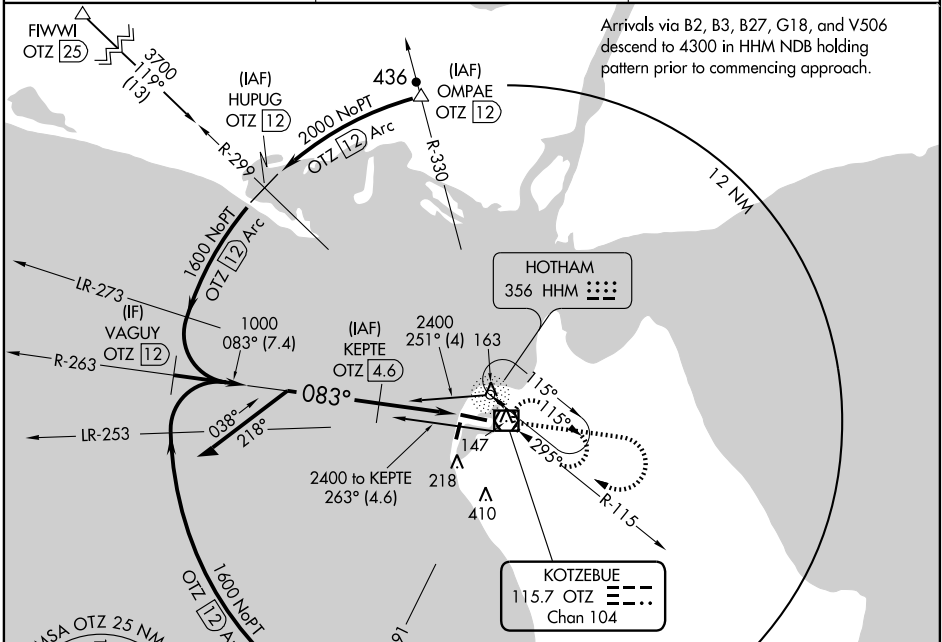 Arrivals via B2, B3, B27, G18, and V506
descend to 4300 in HHM NDB holding
pattern prior to commencing approach.
FIWWI
OTZ 25
3700
119°
(13)
(IAF)
HUPUG
OTZ 12
436
(IAF)
OMPAE
OTZ 12
2000 NoPT
OTZ 12 Arc
R-299
R-330
12 NM
1600 NoPT
OTZ 12 Arc
HOTHAM
356 HHM
LR-273
(IF)
VAGUY
OTZ 12
1000
083° (7.4)
(IAF)
KEPTE
OTZ 4.6
2400
251° (4)
163
R-263
083°
115°
115°
295°
LR-253
038°
218°
147
2400 to KEPTE
263° (4.6)
218
410
R-115
KOTZEBUE
115.7 OTZ
Chan 104
1600 NoPT
OTZ 12
MSA OTZ 25 NM